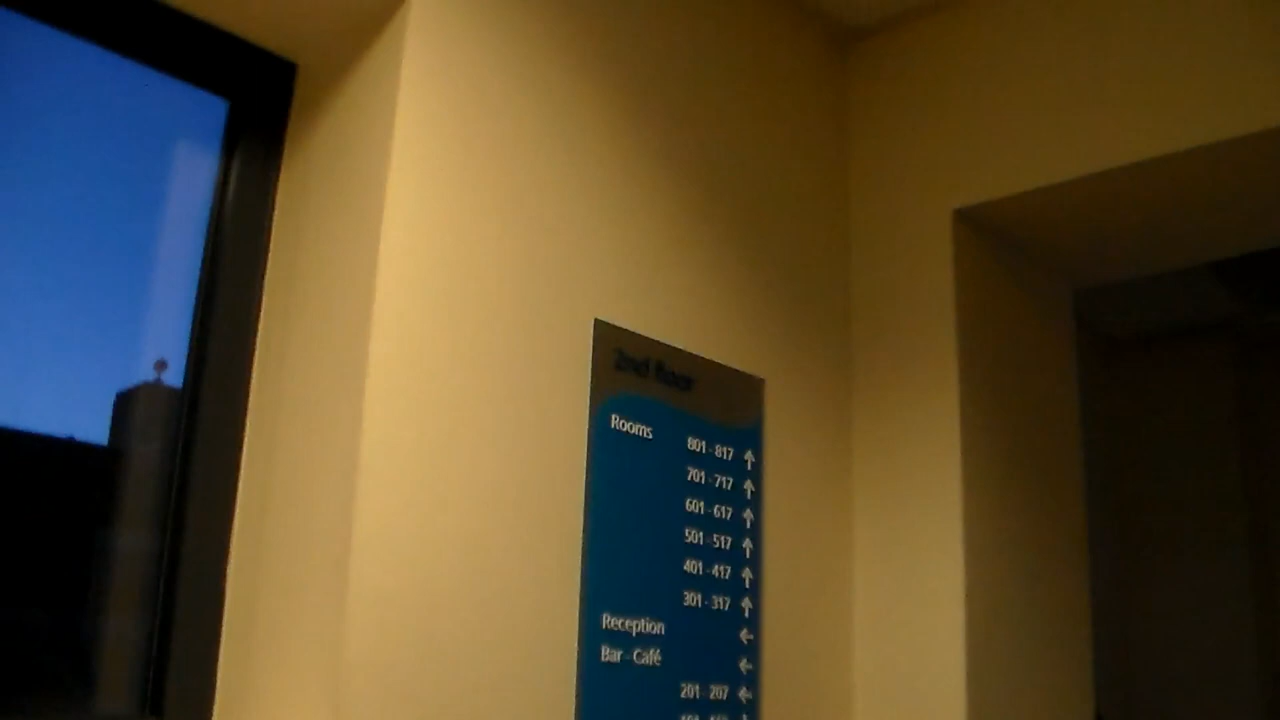 2nd floor
Rooms
801 - 817 ↑
701 - 717 ↑
601 - 617 ↑
501 - 517 ↑
401 - 417 ↑
301 - 317 ↑
Reception ←
Bar - Café ←
201 - 207 ←